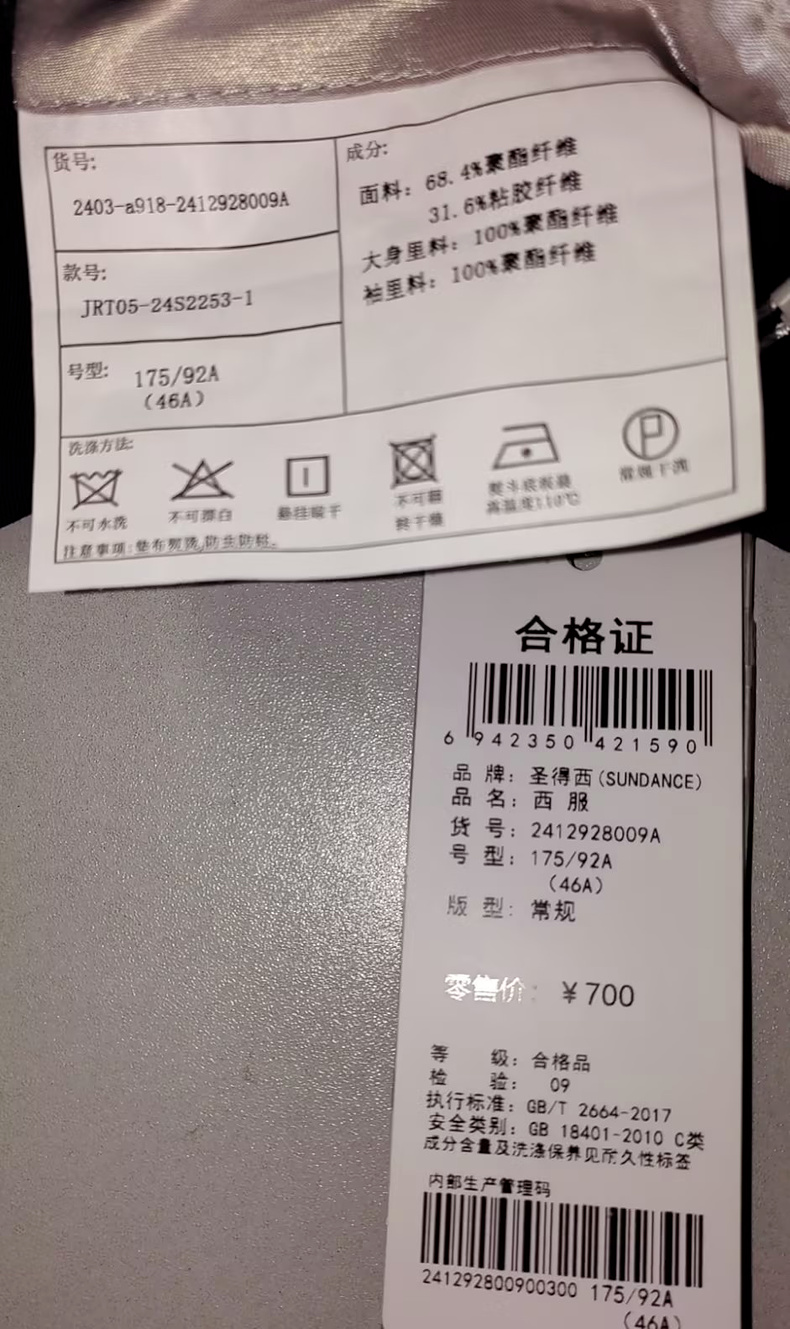 货号:
2403-a918-2412928009A
款号:
JRT05-24S2253-1
号型: 175/92A
(46A)
成分:
面料: 68.4%聚酯纤维
31.6%粘胶纤维
大身里料: 100%聚酯纤维
袖里料: 100%聚酯纤维
洗涤方法:
不可水洗
不可漂白
悬挂晾干
不可翻
转干燥
熨斗底板最
高温度110℃
常规干洗
注意事项:垫布熨烫,防虫防蛀。
合格证
6 942350 421590
品 牌: 圣得西(SUNDANCE)
品 名: 西 服
货 号: 2412928009A
号 型: 175/92A
(46A)
版 型: 常规
零售价: ¥700
等 级: 合格品
检 验: 09
执行标准: GB/T 2664-2017
安全类别: GB 18401-2010 C类
成分含量及洗涤保养见耐久性标签
内部生产管理码
241292800900300 175/92A
(46A)